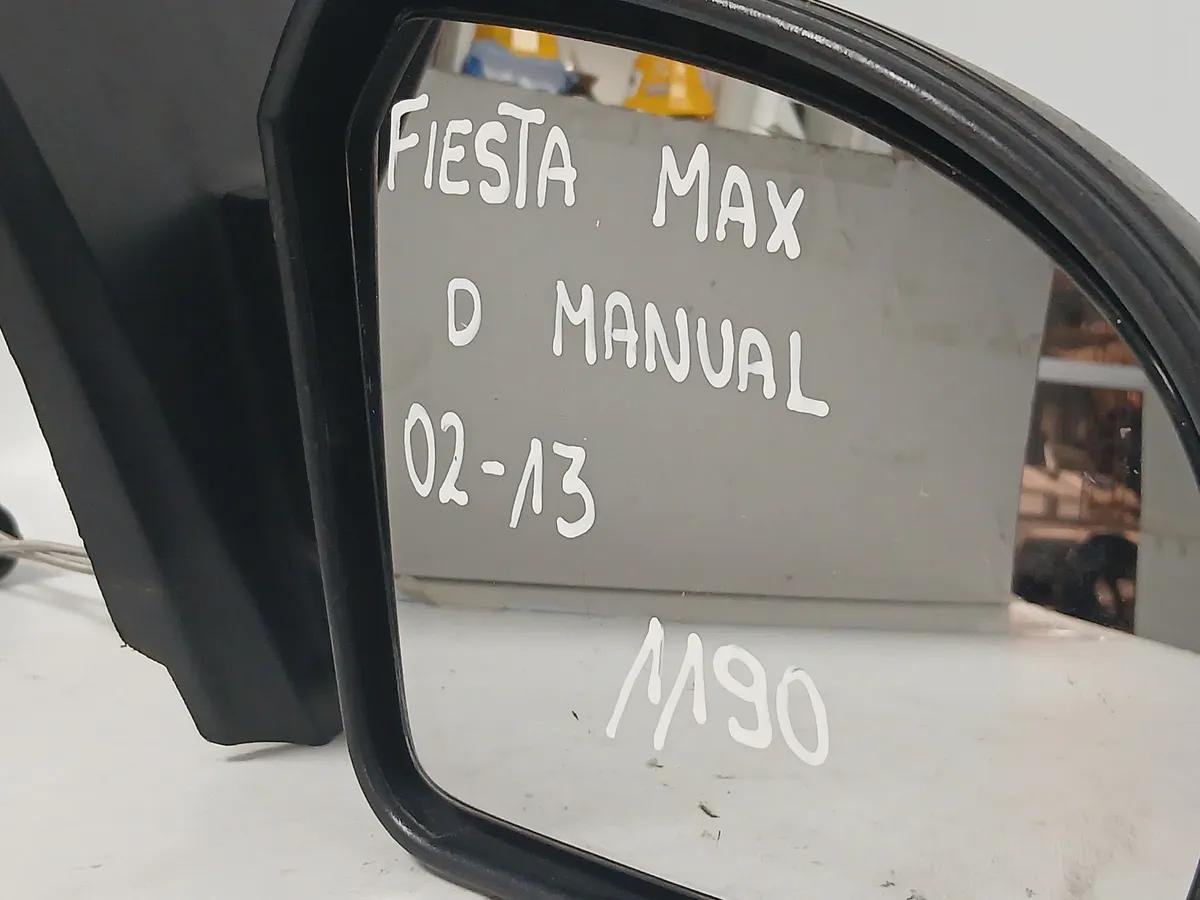 FIESTA MAX
D MANUAL
02-13
1190